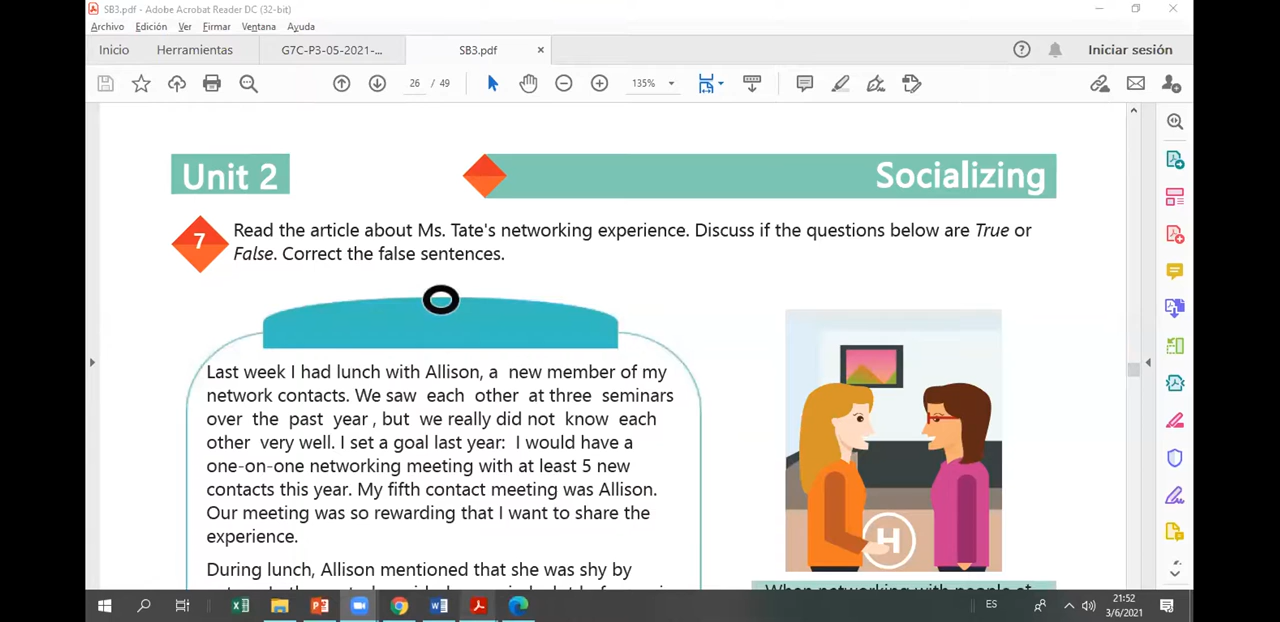 SB3.pdf - Adobe Acrobat Reader DC (32-bit)
Archivo Edición Ver Firmar Ventana Ayuda
Inicio Herramientas G7C-P3-05-2021-... SB3.pdf × Iniciar sesión
26 / 49 135%
Unit 2 Socializing
7 Read the article about Ms. Tate's networking experience. Discuss if the questions below are True or
False. Correct the false sentences.
Last week I had lunch with Allison, a new member of my
network contacts. We saw each other at three seminars
over the past year , but we really did not know each
other very well. I set a goal last year: I would have a
one-on-one networking meeting with at least 5 new
contacts this year. My fifth contact meeting was Allison.
Our meeting was so rewarding that I want to share the
experience.
During lunch, Allison mentioned that she was shy by
H
When networking with people of
ES
21:52
3/6/2021